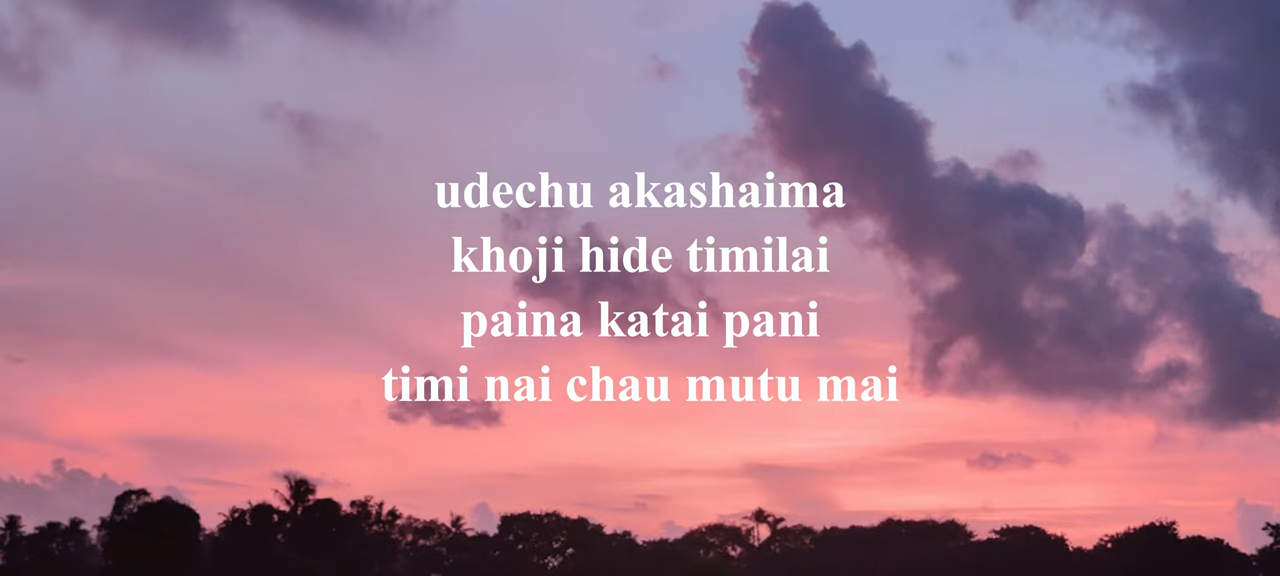 udechu akashaima
khoji hide timilai
paina katai pani
timi nai chau mutu mai